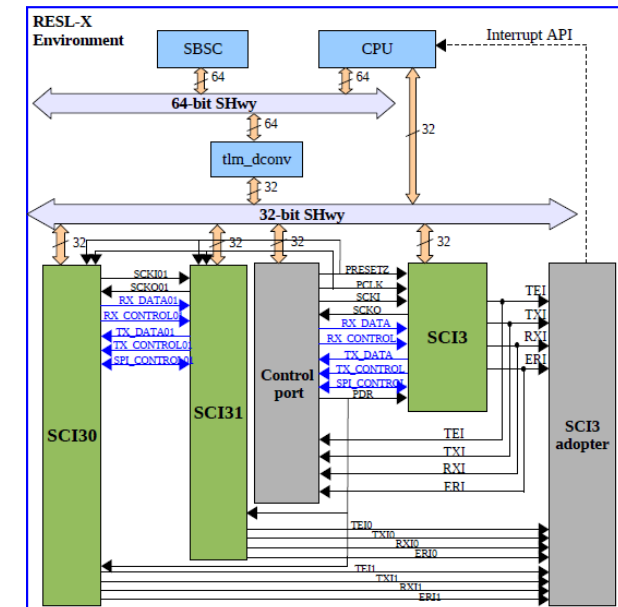 RESL-X
Environment
SBSC
CPU
Interrupt API
64
64
64-bit SHwy
64
32
tlm_dconv
32
32-bit SHwy
32
32
32
32
SCKI01
SCKO01
RX_DATA01
RX_CONTROL01
TX_DATA01
TX_CONTROL01
SPI_CONTROL01
PRESETZ
PCLK
SCKI
SCKO
RX_DATA
RX_CONTROL
TX_DATA
TX_CONTROL
SPI_CONTROL
PDR
TEI
TXI
RXI
ERI
SCI3
Control
port
SCI30
SCI31
SCI3
adopter
TEI
TXI
RXI
ERI
TEI0
TXI0
RXI0
ERI0
TEI1
TXI1
RXI1
ERI1